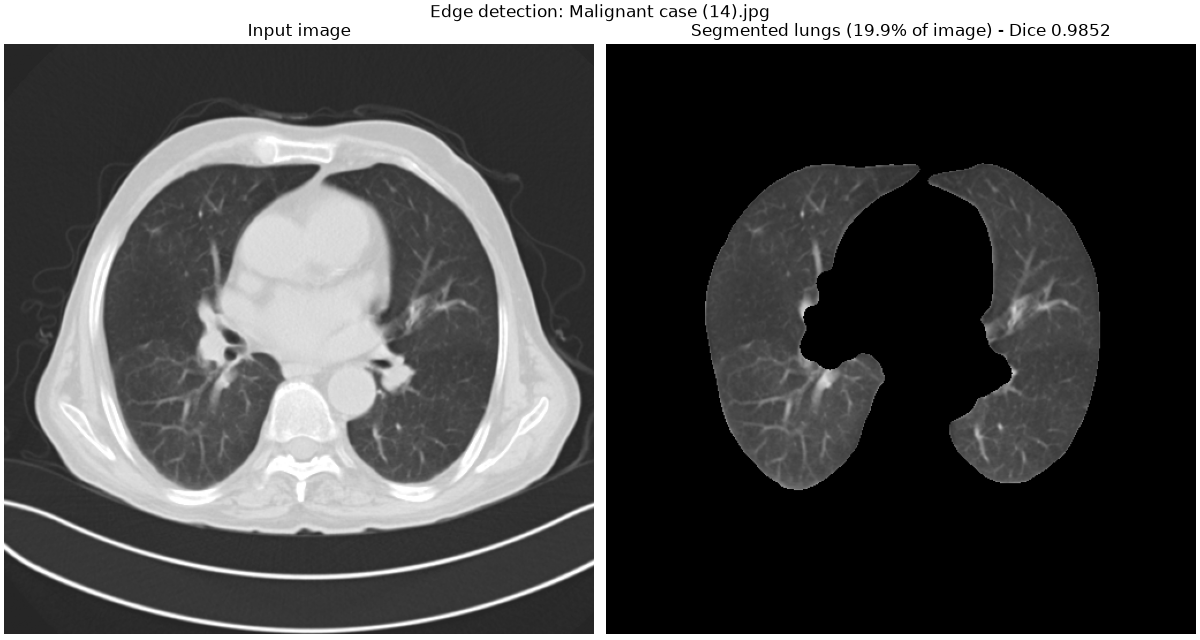 Edge detection: Malignant case (14).jpg
Input image
Segmented lungs (19.9% of image) - Dice 0.9852